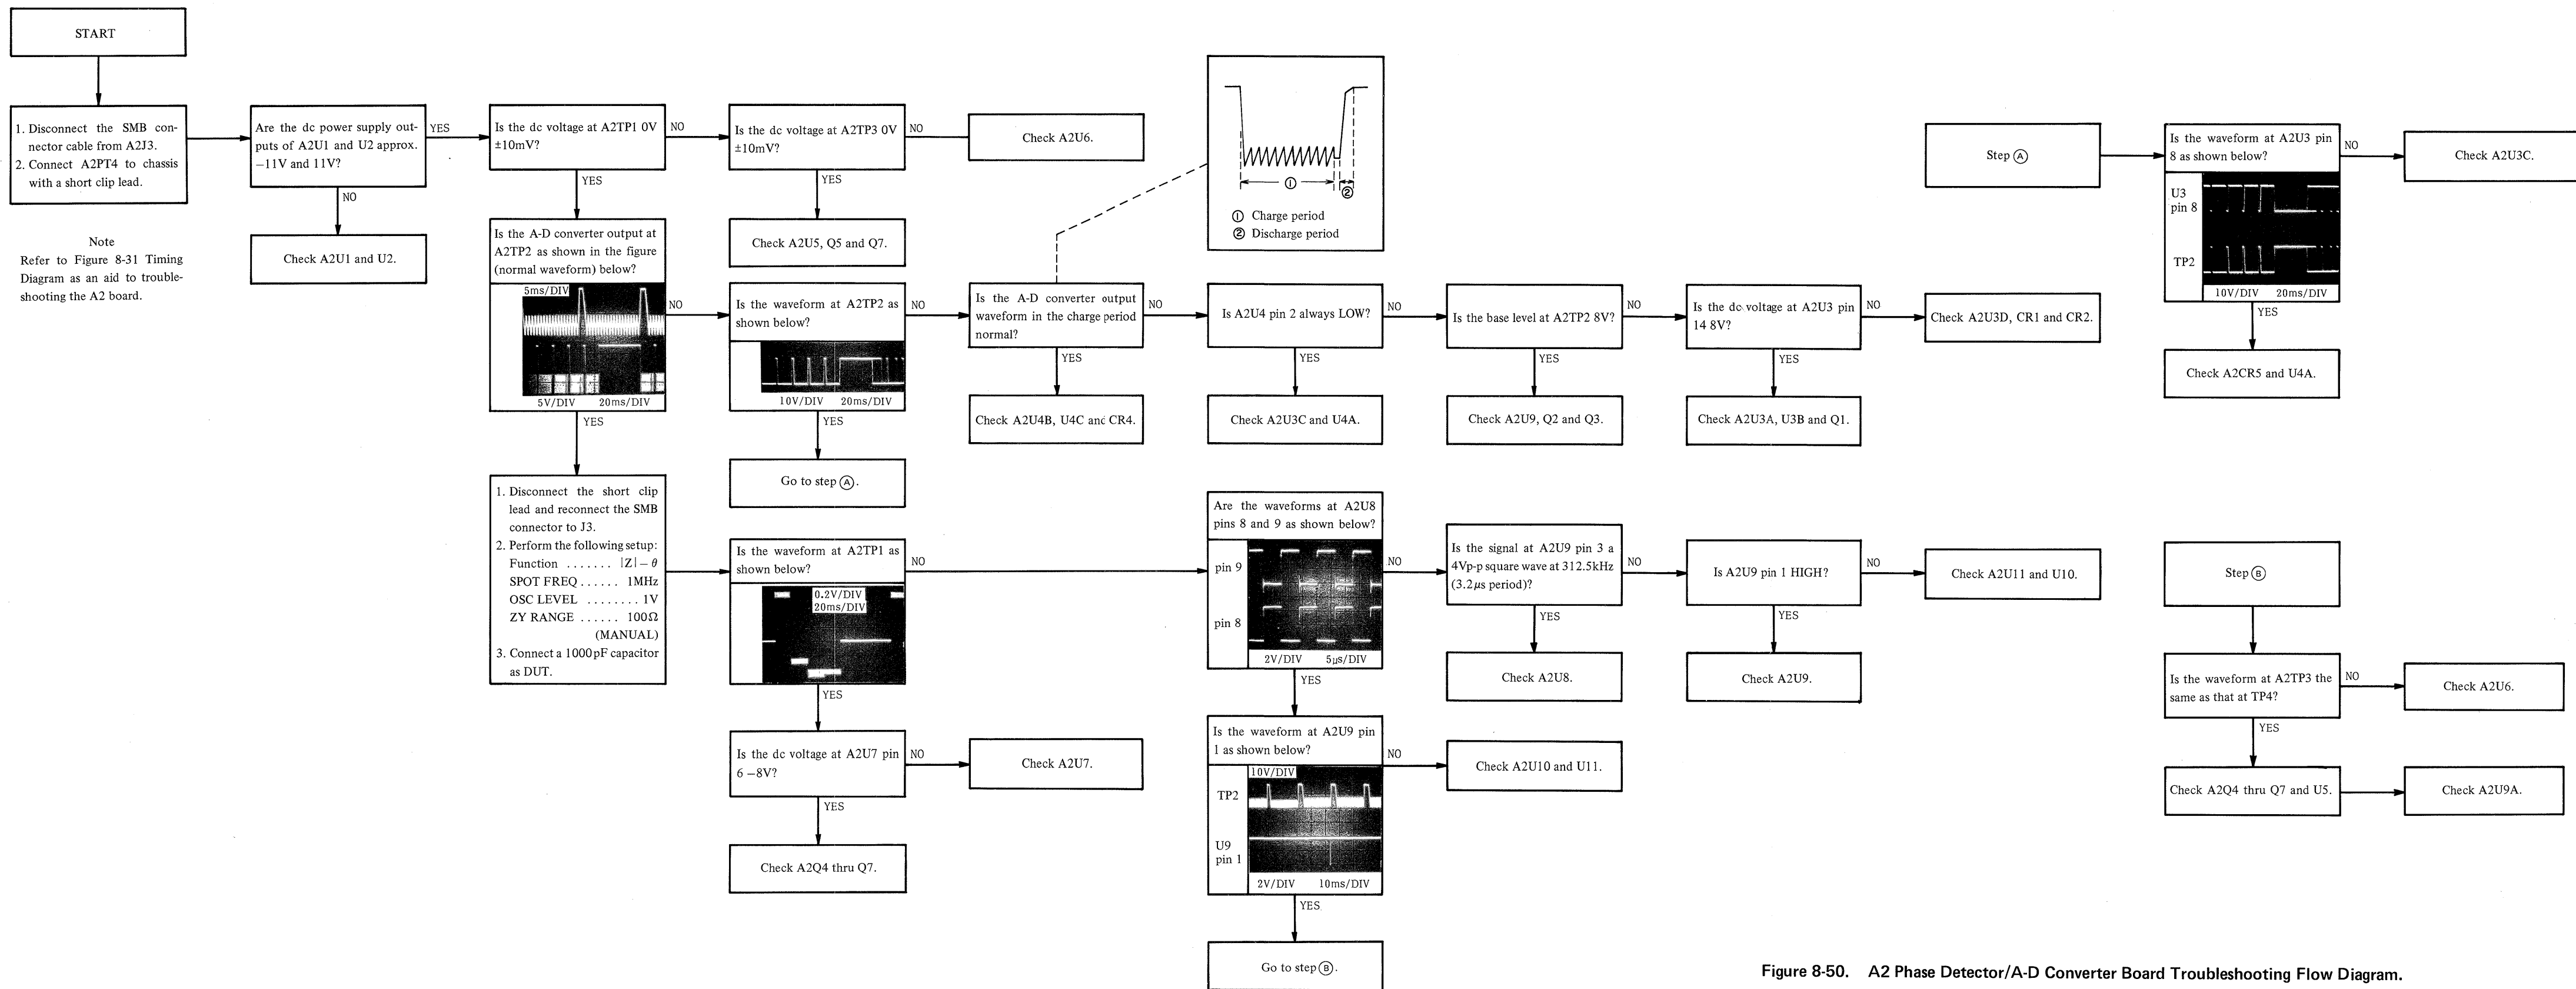 START
1. Disconnect the SMB con-
nector cable from A2J3.
2. Connect A2PT4 to chassis
with a short clip lead.
Note
Refer to Figure 8-31 Timing
Diagram as an aid to trouble-
shooting the A2 board.
Are the dc power supply out-
puts of A2U1 and U2 approx.
−11V and 11V?
YES
NO
Check A2U1 and U2.
Is the dc voltage at A2TP1 0V
±10mV?
NO
YES
Is the dc voltage at A2TP3 0V
±10mV?
NO
YES
Check A2U6.
Check A2U5, Q5 and Q7.
Is the A-D converter output at
A2TP2 as shown in the figure
(normal waveform) below?
5ms/DIV
5V/DIV 20ms/DIV
NO
YES
Is the waveform at A2TP2 as
shown below?
10V/DIV 20ms/DIV
NO
YES
Go to step Ⓐ.
①
②
① Charge period
② Discharge period
Is the A-D converter output
waveform in the charge period
normal?
NO
YES
Check A2U4B, U4C and CR4.
Is A2U4 pin 2 always LOW?
NO
YES
Check A2U3C and U4A.
Is the base level at A2TP2 8V?
NO
YES
Check A2U9, Q2 and Q3.
Is the dc voltage at A2U3 pin
14 8V?
NO
YES
Check A2U3A, U3B and Q1.
Check A2U3D, CR1 and CR2.
Step Ⓐ
Is the waveform at A2U3 pin
8 as shown below?
U3
pin 8
TP2
10V/DIV 20ms/DIV
NO
YES
Check A2U3C.
Check A2CR5 and U4A.
1. Disconnect the short clip
lead and reconnect the SMB
connector to J3.
2. Perform the following setup:
Function ....... |Z| − θ
SPOT FREQ ...... 1MHz
OSC LEVEL ........ 1V
ZY RANGE ...... 100Ω
(MANUAL)
3. Connect a 1000pF capacitor
as DUT.
Is the waveform at A2TP1 as
shown below?
0.2V/DIV
20ms/DIV
NO
YES
Is the dc voltage at A2U7 pin
6 −8V?
NO
YES
Check A2U7.
Check A2Q4 thru Q7.
Are the waveforms at A2U8
pins 8 and 9 as shown below?
pin 9
pin 8
2V/DIV 5μs/DIV
NO
YES
Is the signal at A2U9 pin 3 a
4Vp-p square wave at 312.5kHz
(3.2μs period)?
NO
YES
Check A2U8.
Is A2U9 pin 1 HIGH?
NO
YES
Check A2U9.
Check A2U11 and U10.
Is the waveform at A2U9 pin
1 as shown below?
10V/DIV
TP2
U9
pin 1
2V/DIV 10ms/DIV
NO
YES
Check A2U10 and U11.
Go to step Ⓑ.
Step Ⓑ
Is the waveform at A2TP3 the
same as that at TP4?
NO
YES
Check A2U6.
Check A2Q4 thru Q7 and U5.
Check A2U9A.
Figure 8-50. A2 Phase Detector/A-D Converter Board Troubleshooting Flow Diagram.